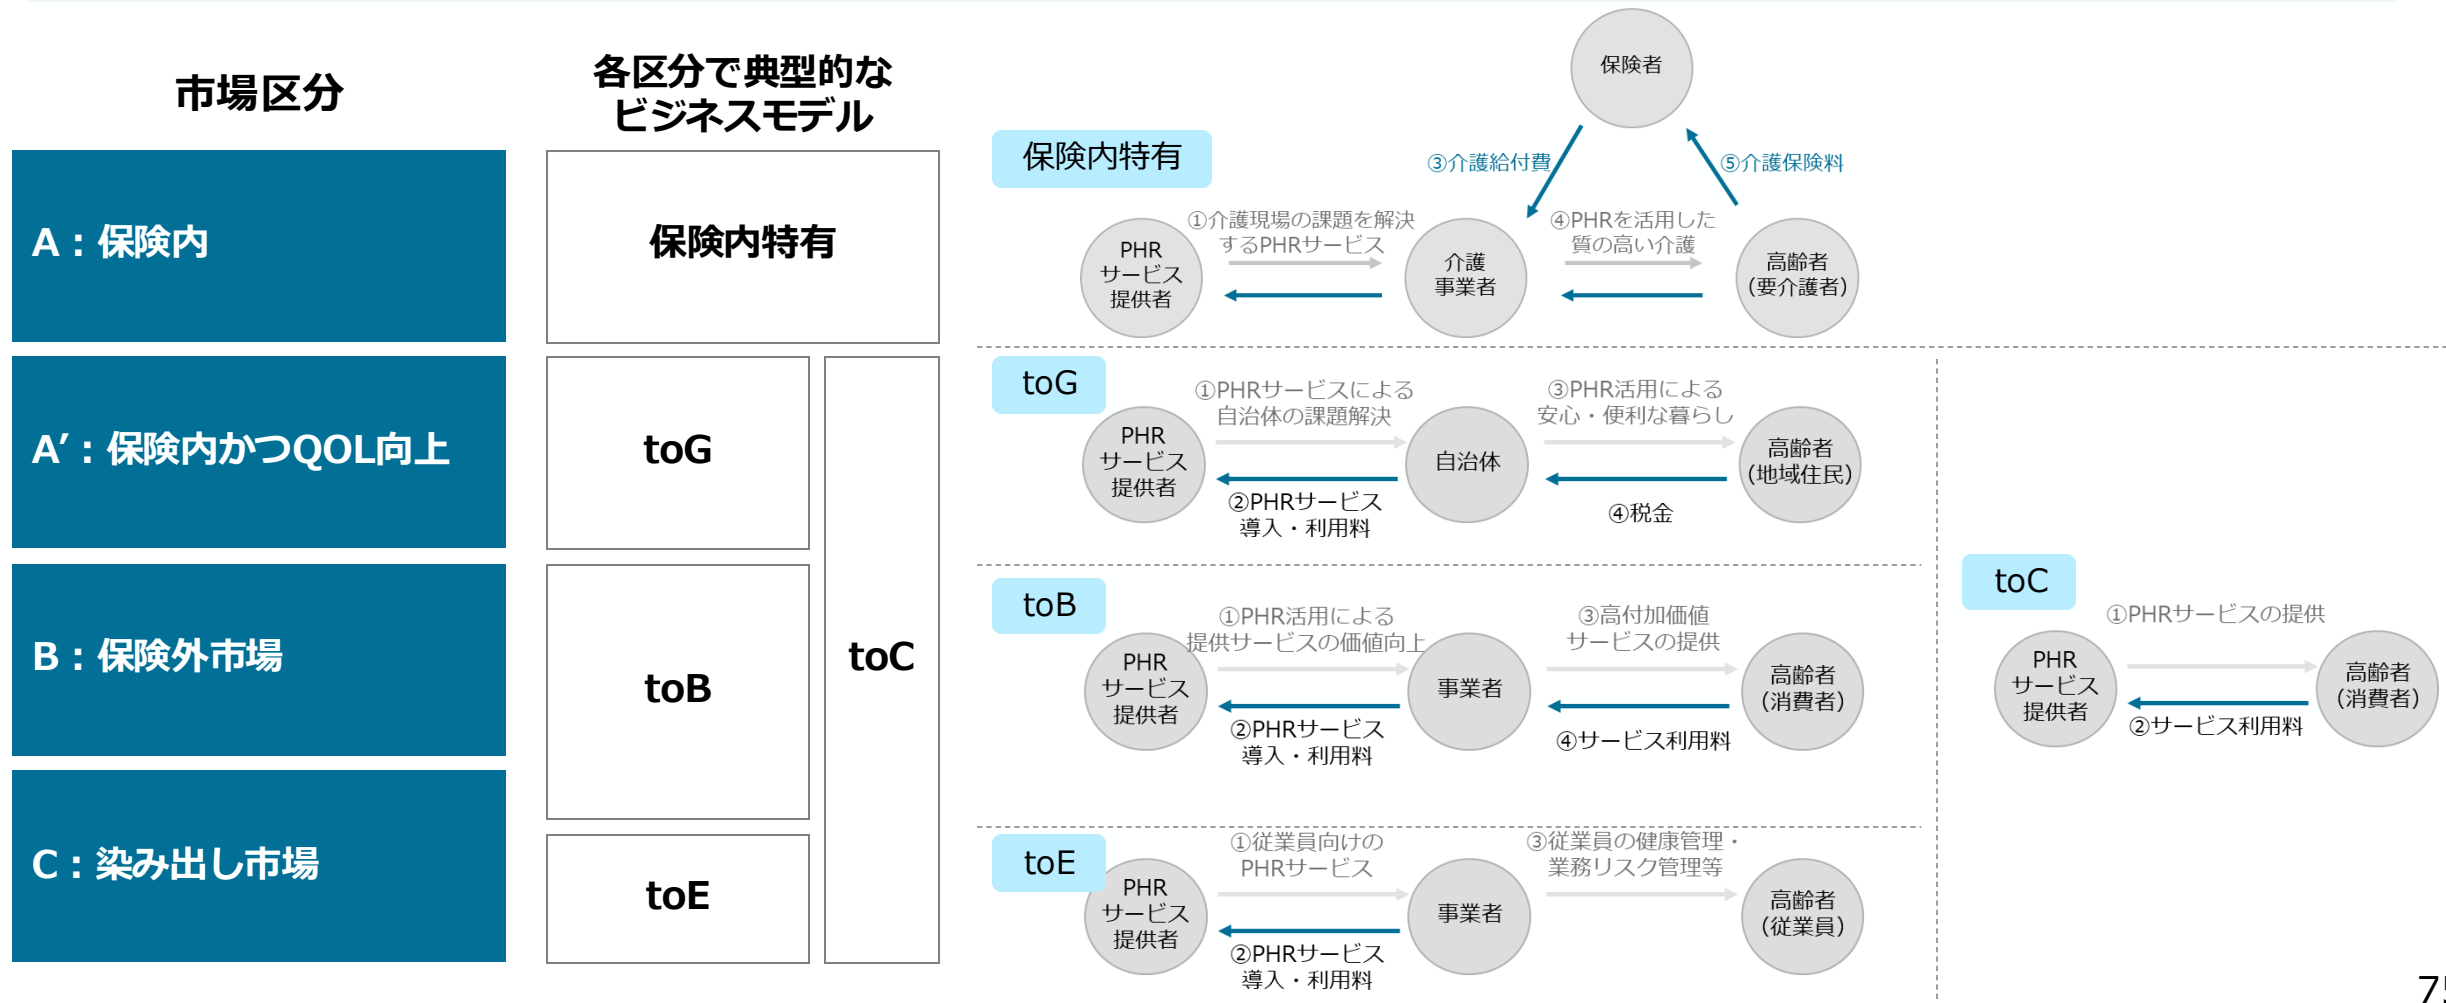 市場区分
各区分で典型的な
ビジネスモデル
A：保険内
A′：保険内かつQOL向上
B：保険外市場
C：染み出し市場
保険内特有
toG
toB
toE
toC
保険内特有
保険者
③介護給付費
⑤介護保険料
①介護現場の課題を解決
するPHRサービス
④PHRを活用した
質の高い介護
PHR
サービス
提供者
介護
事業者
高齢者
（要介護者）
toG
①PHRサービスによる
自治体の課題解決
③PHR活用による
安心・便利な暮らし
PHR
サービス
提供者
自治体
高齢者
（地域住民）
②PHRサービス
導入・利用料
④税金
toB
①PHR活用による
提供サービスの価値向上
③高付加価値
サービスの提供
PHR
サービス
提供者
事業者
高齢者
（消費者）
②PHRサービス
導入・利用料
④サービス利用料
toE
①従業員向けの
PHRサービス
③従業員の健康管理・
業務リスク管理等
PHR
サービス
提供者
事業者
高齢者
（従業員）
②PHRサービス
導入・利用料
toC
①PHRサービスの提供
PHR
サービス
提供者
高齢者
（消費者）
②サービス利用料